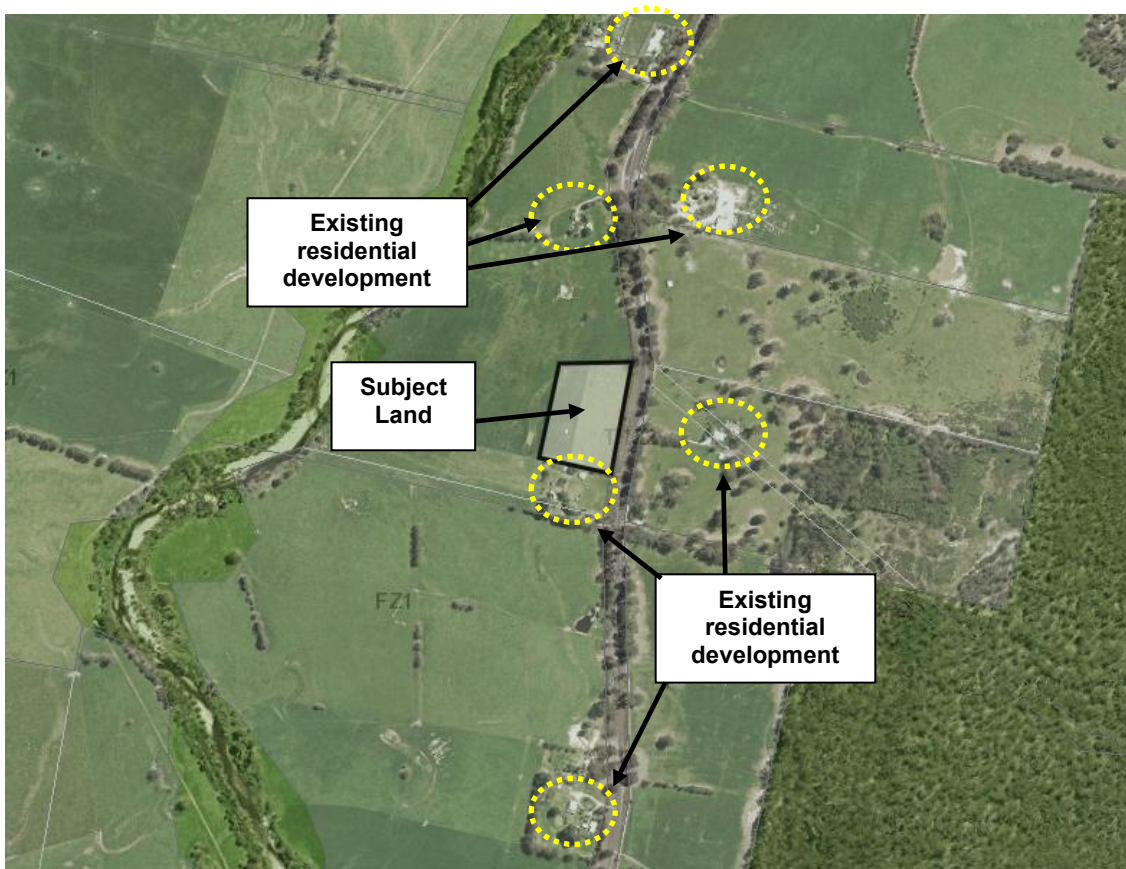 Existing
residential
development
Subject
Land
FZ1
Existing
residential
development